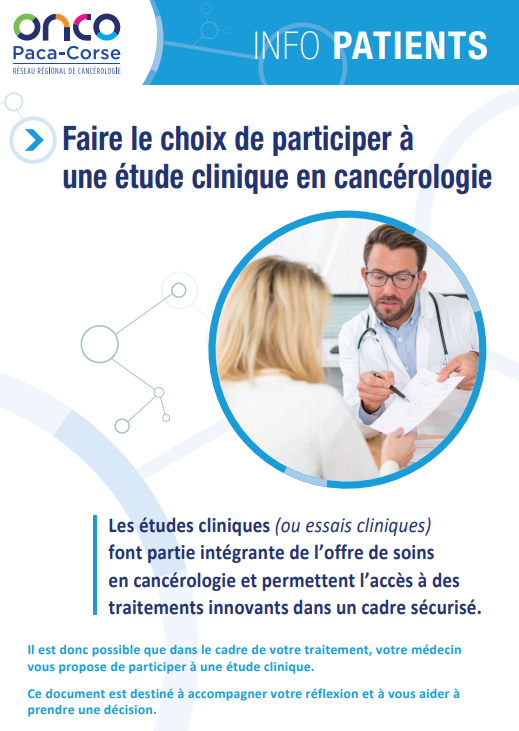 onco
Paca-Corse
RÉSEAU RÉGIONAL DE CANCÉROLOGIE
INFO PATIENTS
Faire le choix de participer à
une étude clinique en cancérologie
Les études cliniques (ou essais cliniques)
font partie intégrante de l’offre de soins
en cancérologie et permettent l’accès à des
traitements innovants dans un cadre sécurisé.
Il est donc possible que dans le cadre de votre traitement, votre médecin
vous propose de participer à une étude clinique.
Ce document est destiné à accompagner votre réflexion et à vous aider à
prendre une décision.